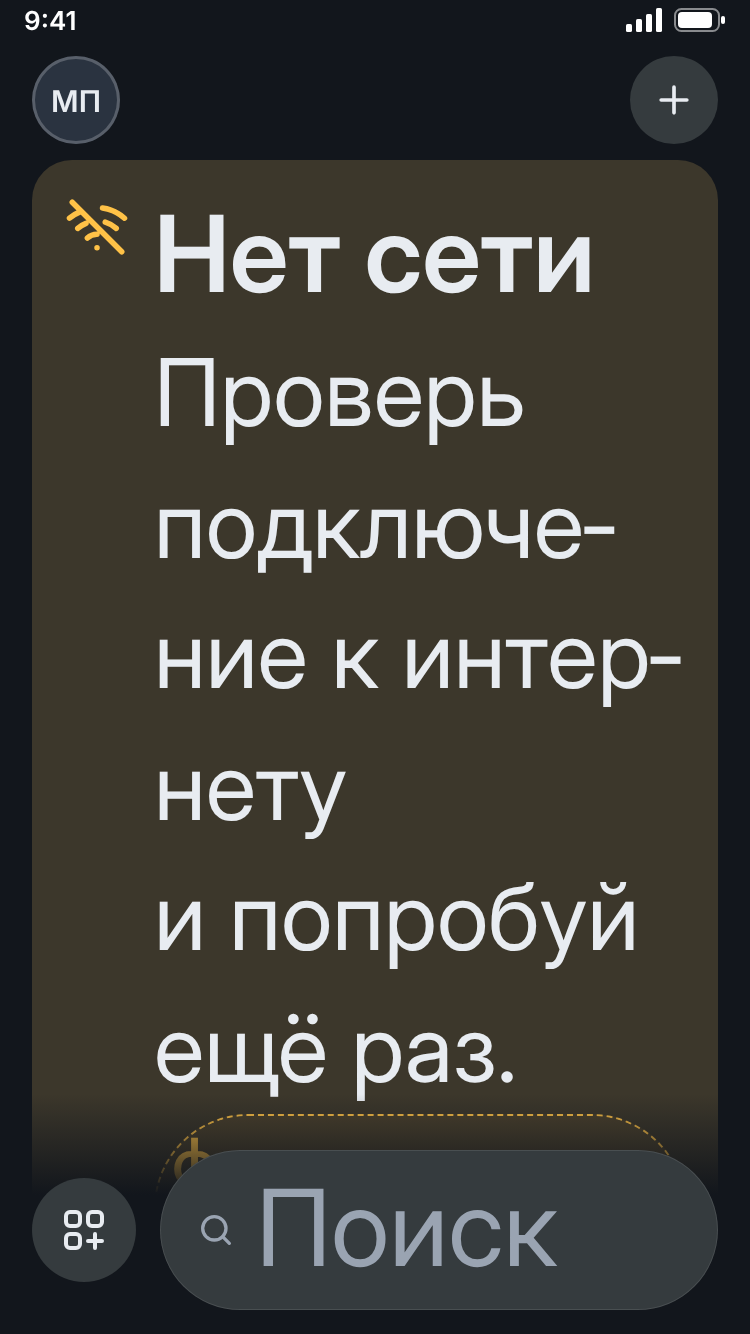 9:41
МП
Нет сети
Проверь
подключе-
ние к интер-
нету
и попробуй
ещё раз.
Поиск